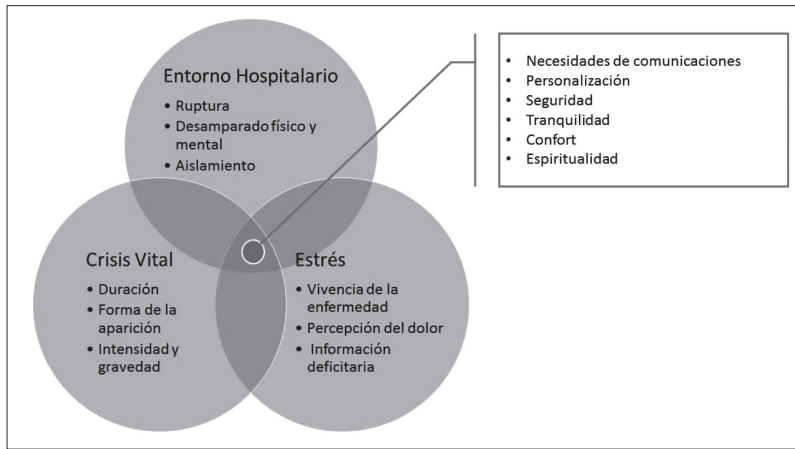 Entorno Hospitalario
• Ruptura
• Desamparado físico y
mental
• Aislamiento
Crisis Vital
• Duración
• Forma de la
aparición
• Intensidad y
gravedad
Estrés
• Vivencia de la
enfermedad
• Percepción del dolor
• Información
deficitaria
• Necesidades de comunicaciones
• Personalización
• Seguridad
• Tranquilidad
• Confort
• Espiritualidad